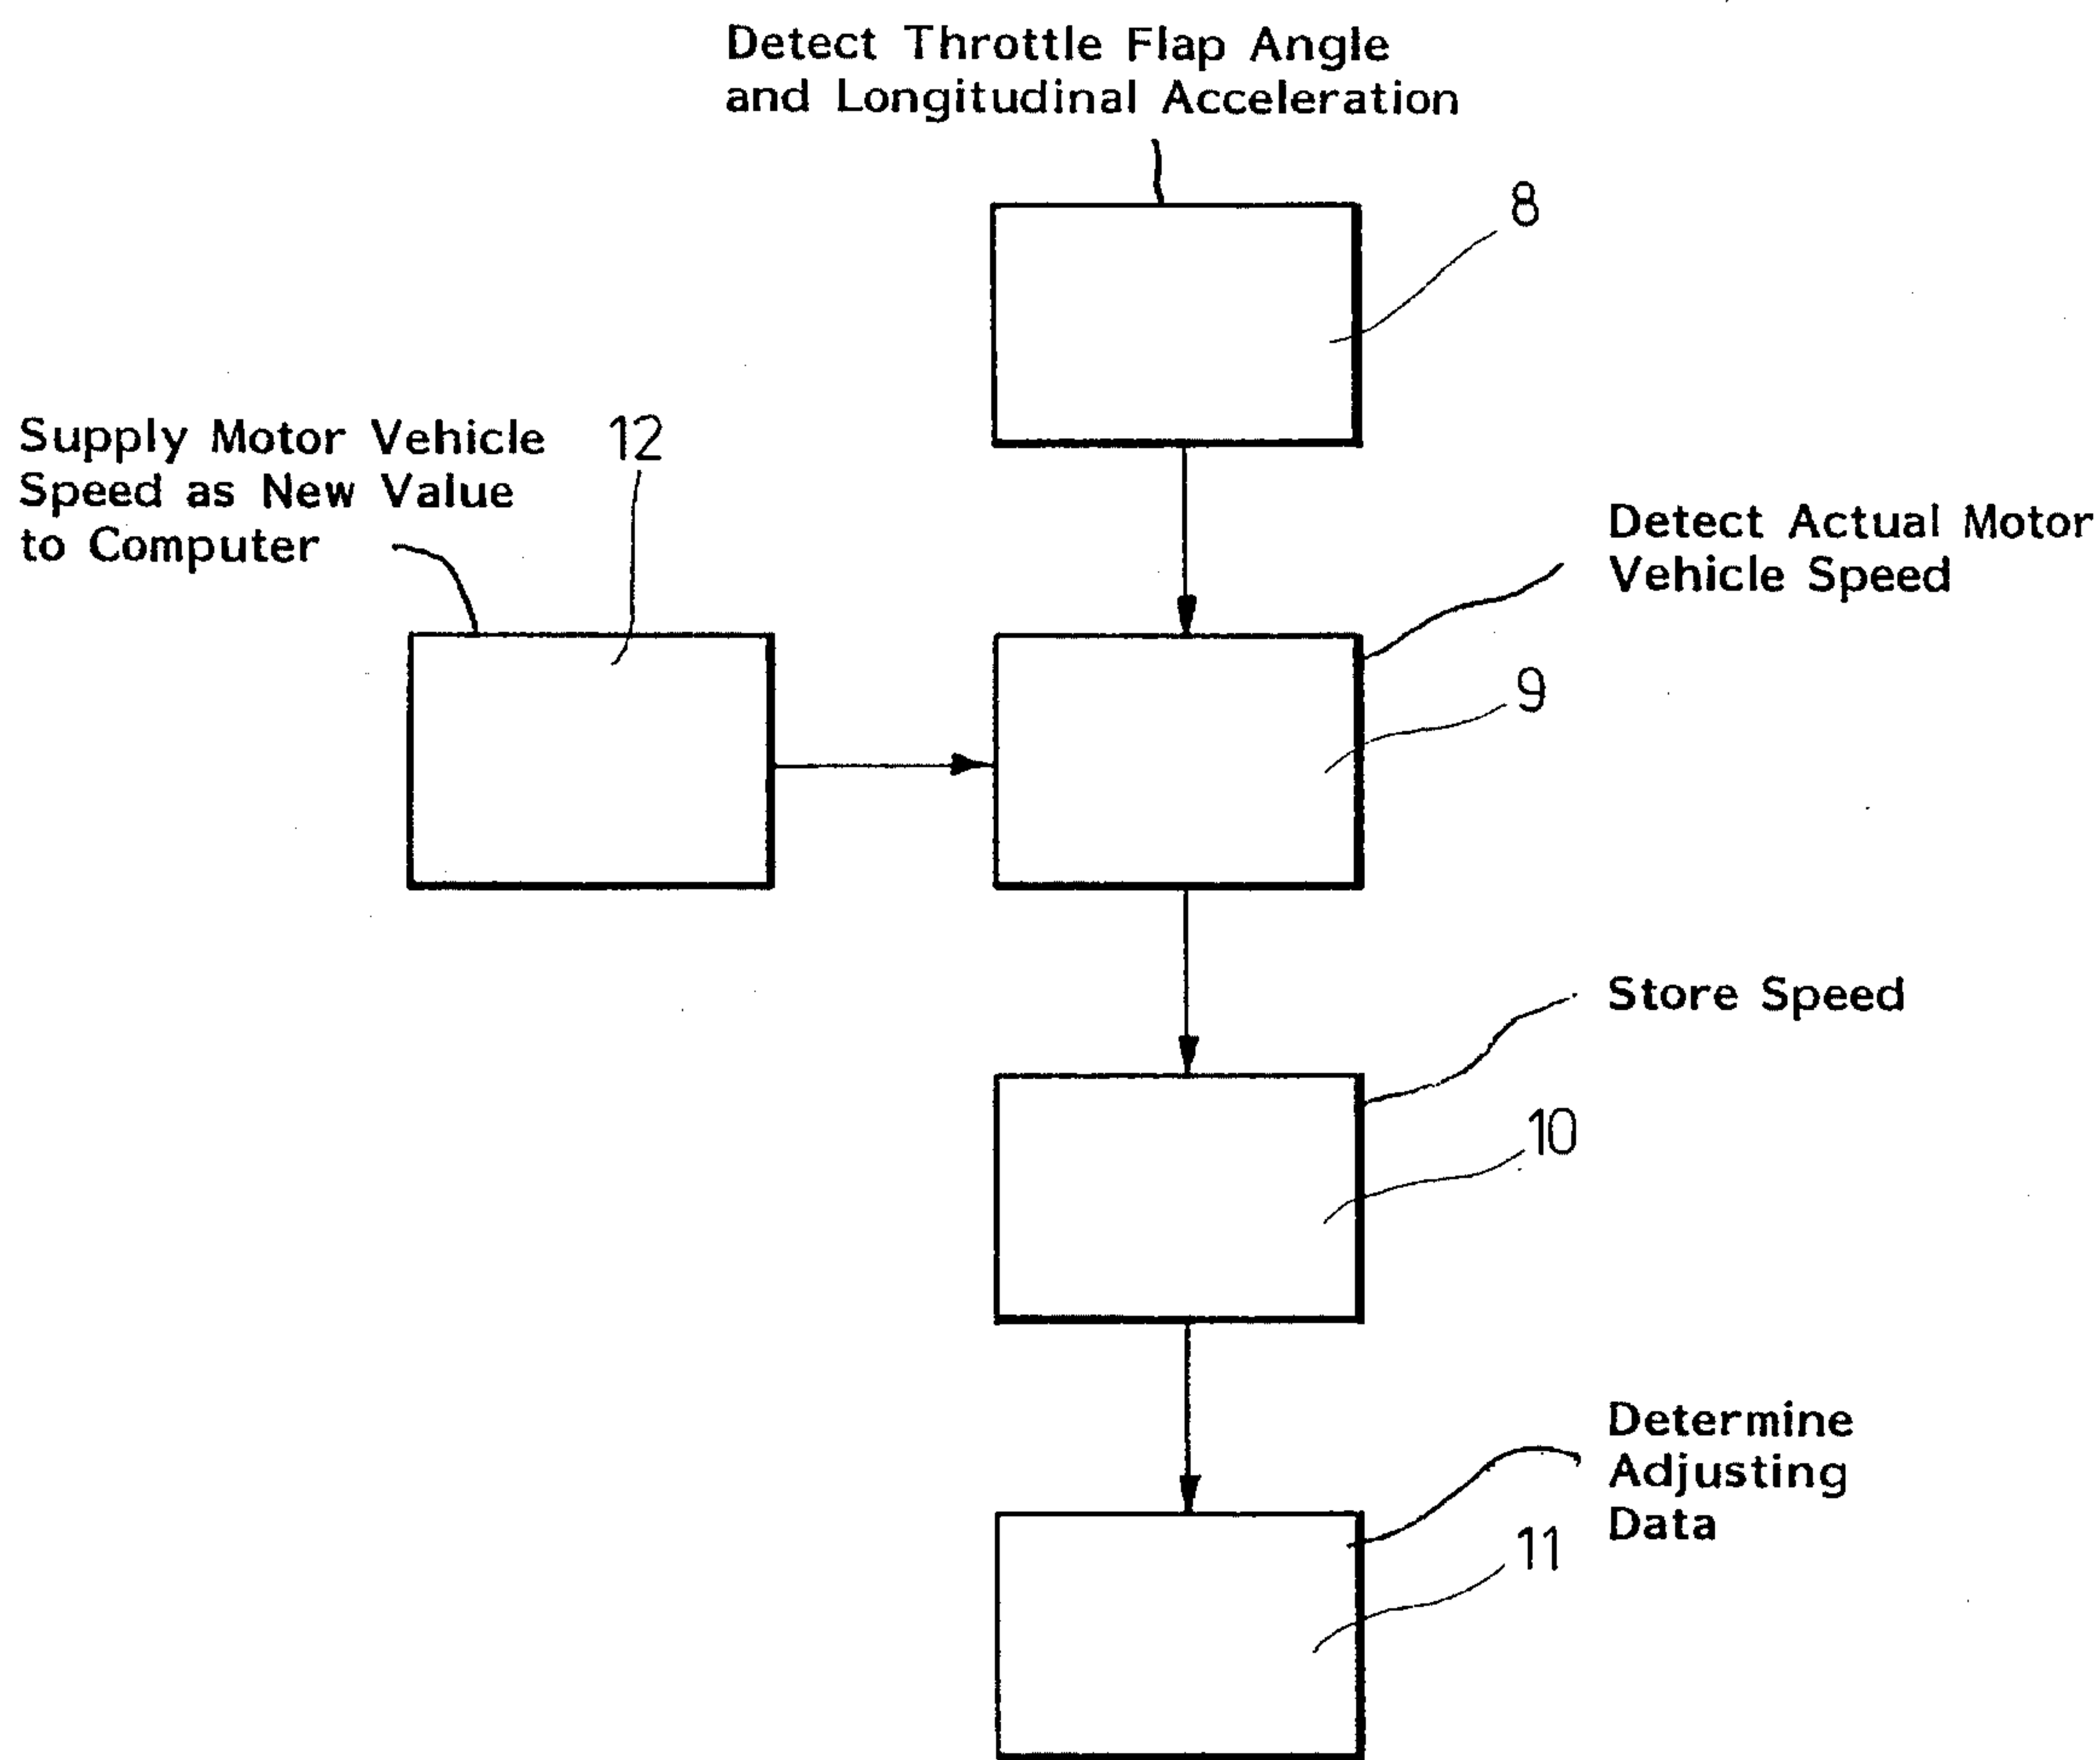 Detect Throttle Flap Angle
and Longitudinal Acceleration
8
Supply Motor Vehicle
Speed as New Value
to Computer
12
Detect Actual Motor
Vehicle Speed
9
Store Speed
10
Determine
Adjusting
Data
11